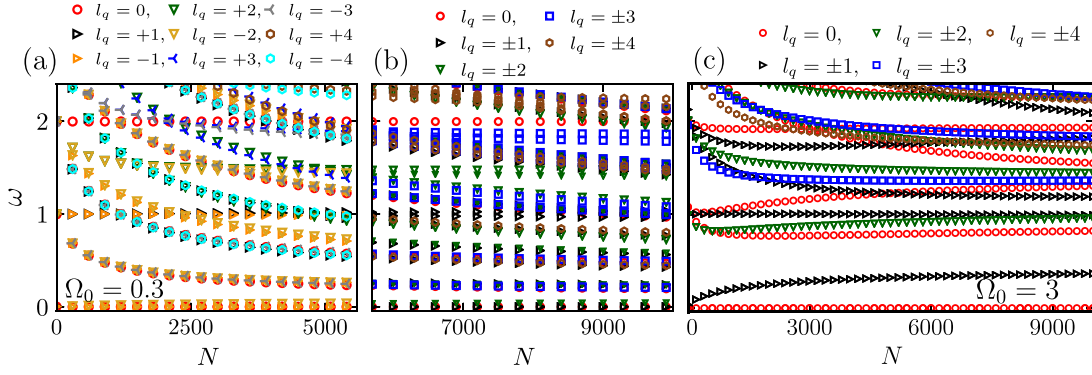 l_q = 0, l_q = +2, l_q = −3
l_q = +1, l_q = −2, l_q = +4
l_q = −1, l_q = +3, l_q = −4
l_q = 0, l_q = ±3
l_q = ±1, l_q = ±4
l_q = ±2
l_q = 0, l_q = ±2, l_q = ±4
l_q = ±1, l_q = ±3
(a) (b) (c)
2
1
0
ω
Ω₀ = 0.3
Ω₀ = 3
0 2500 5000 7000 9000 0 3000 6000 9000
N N N